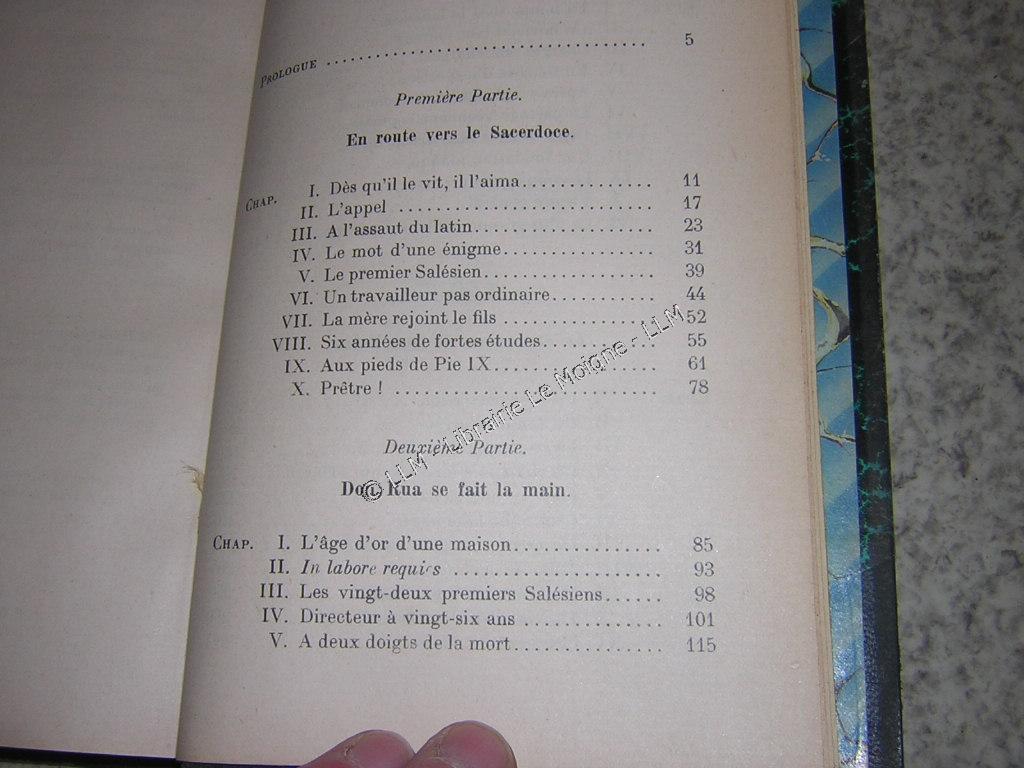 PROLOGUE ........................................ 5
Première Partie.
En route vers le Sacerdoce.
CHAP. I. Dès qu'il le vit, il l'aima.............. 11
II. L'appel ........................... 17
III. A l'assaut du latin.................... 23
IV. Le mot d'une énigme................. 31
V. Le premier Salésien................... 39
VI. Un travailleur pas ordinaire........... 44
VII. La mère rejoint le fils ................. 52
VIII. Six années de fortes études............ 55
IX. Aux pieds de Pie IX.................. 61
X. Prêtre ! ............................ 78
Deuxième Partie.
Don Rua se fait la main.
CHAP. I. L'âge d'or d'une maison................ 85
II. In labore requies ...................... 93
III. Les vingt-deux premiers Salésiens...... 98
IV. Directeur à vingt-six ans .............. 101
V. A deux doigts de la mort................ 115
© LLM - Librairie Le Moigne - LLM